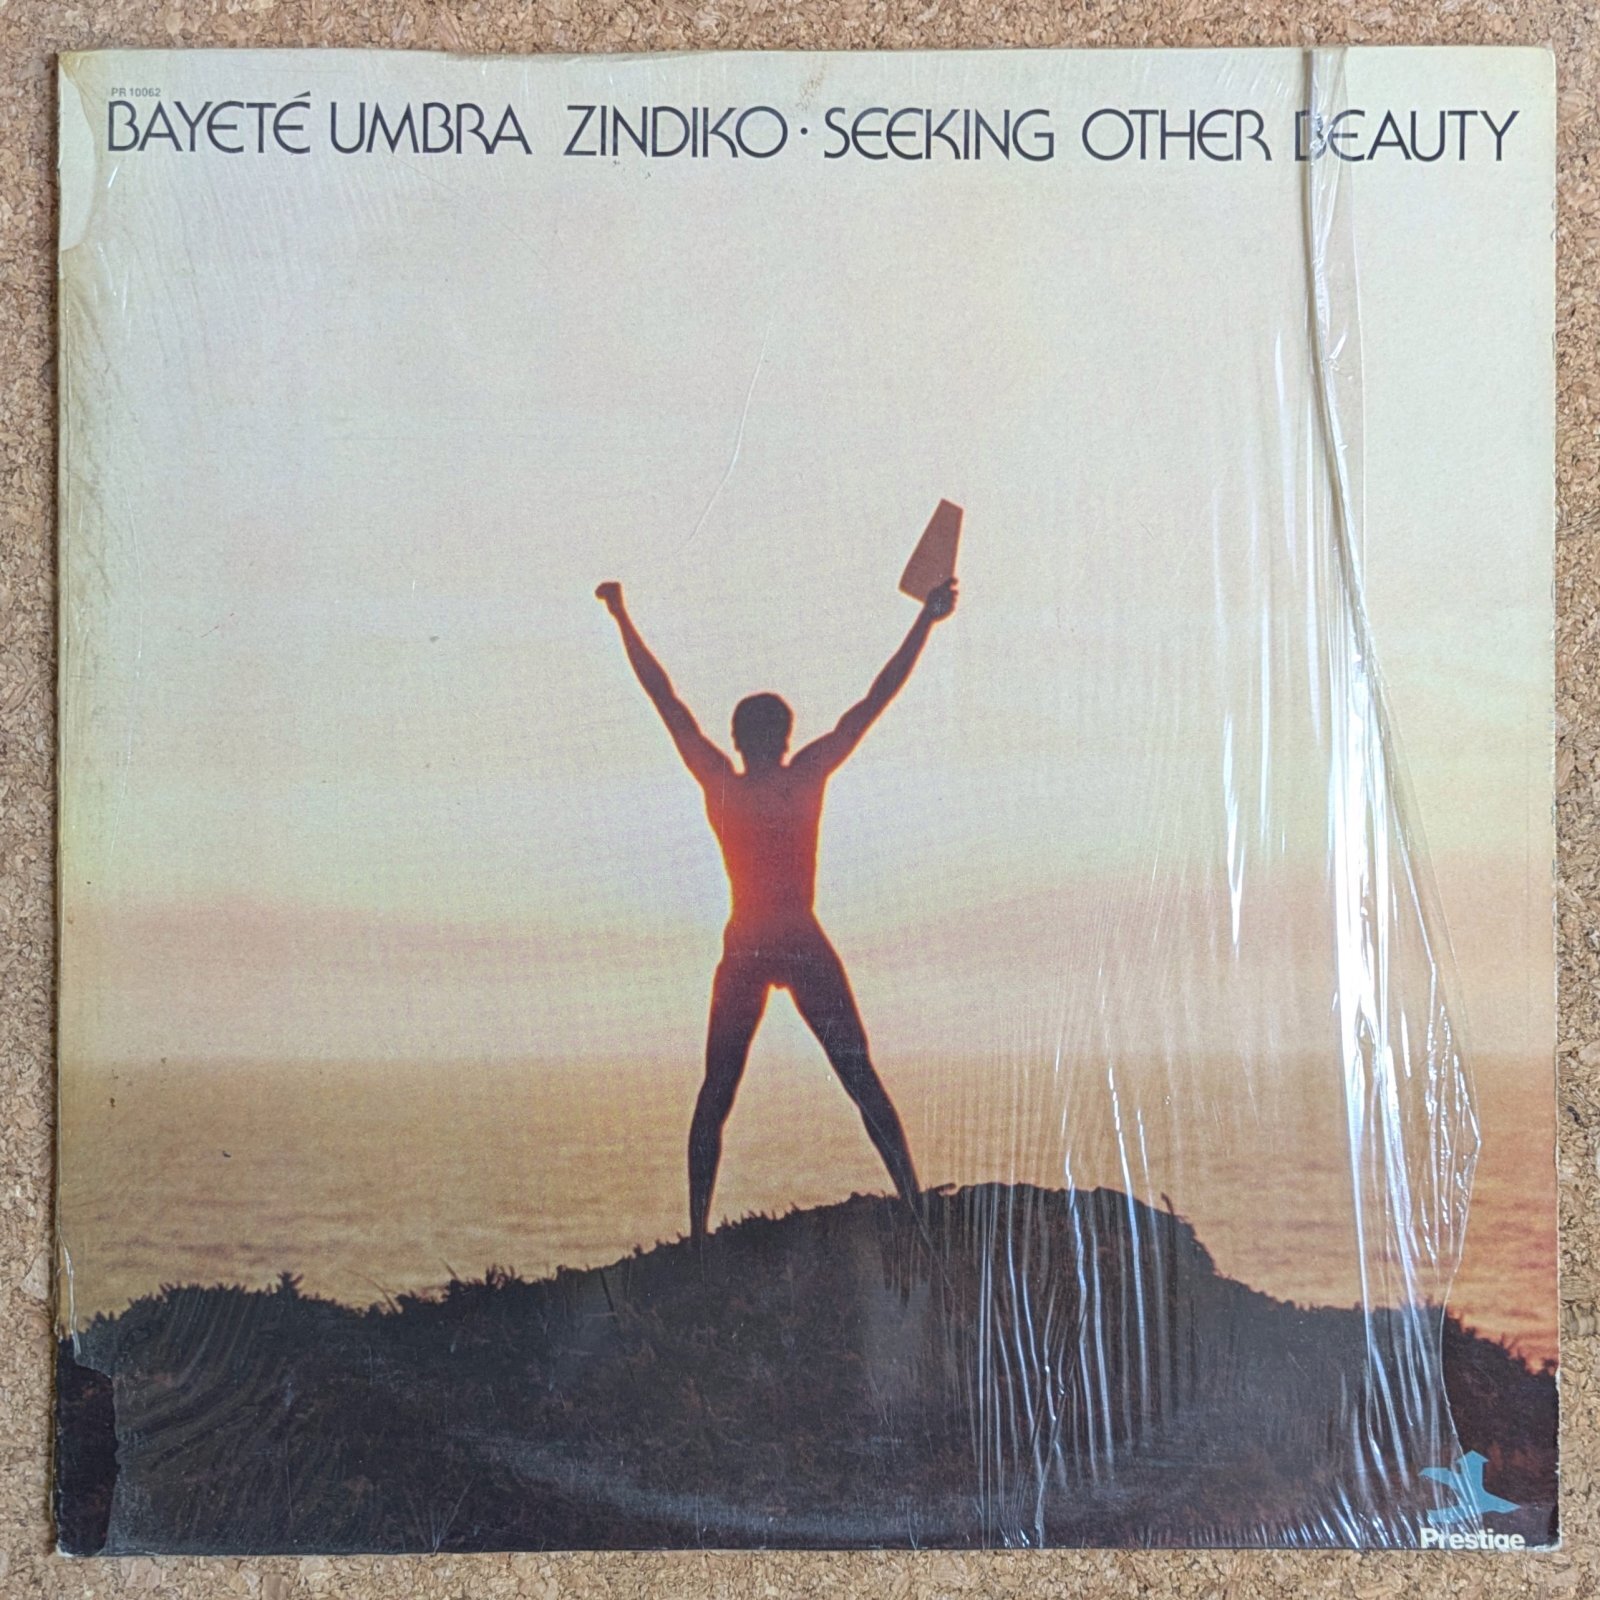 PR 10062
BAYETÉ UMBRA ZINDIKO · SEEKING OTHER BEAUTY
Prestige